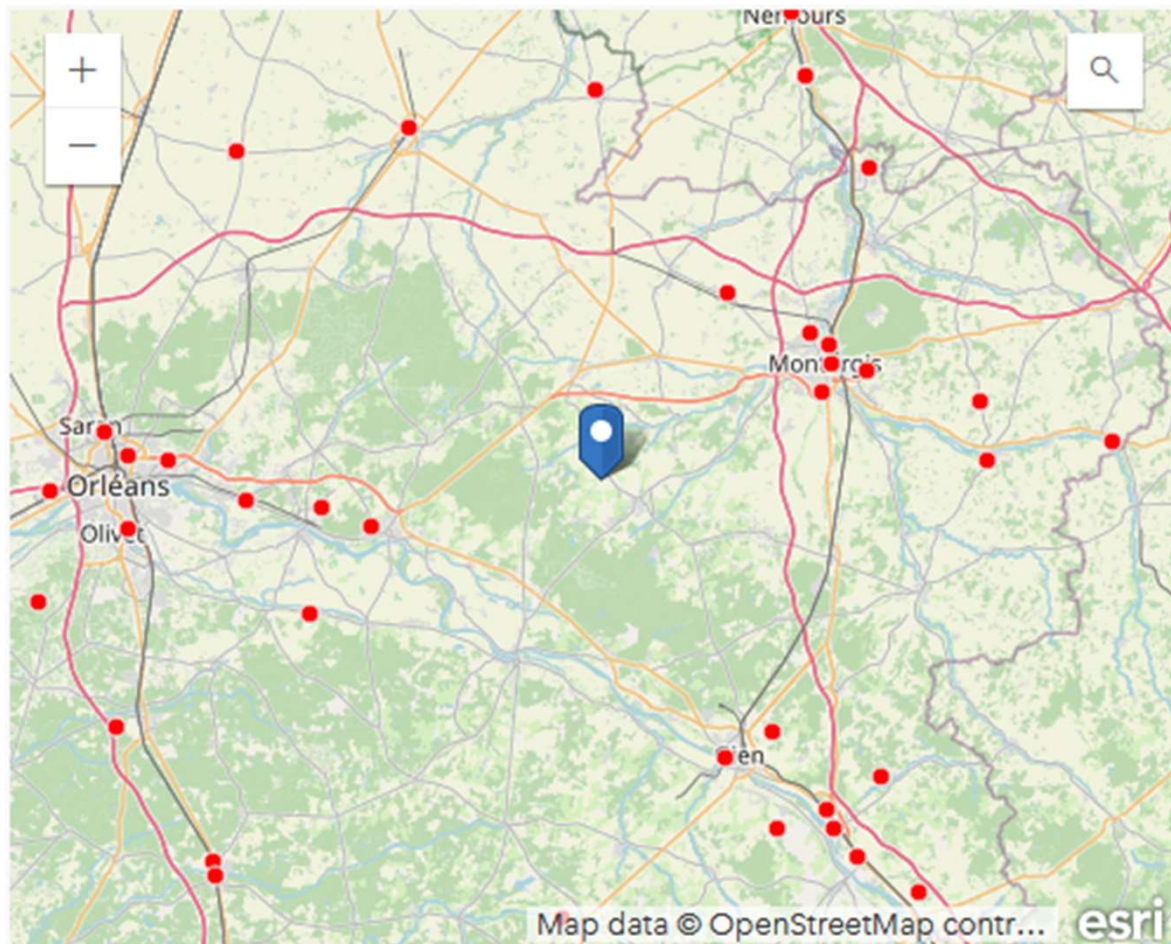 Nemours
+
−
Montargis
Saran
Orléans
Olivet
Gien
Map data © OpenStreetMap contr...
esri